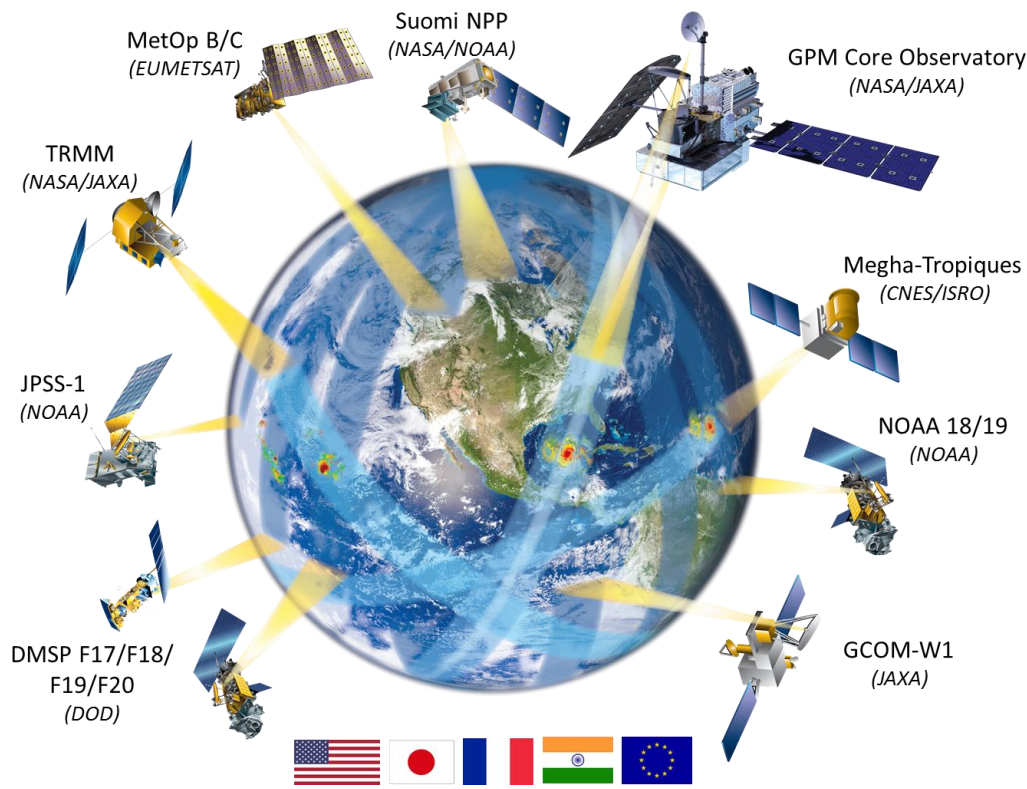 Suomi NPP
(NASA/NOAA)
MetOp B/C
(EUMETSAT)
GPM Core Observatory
(NASA/JAXA)
TRMM
(NASA/JAXA)
Megha-Tropiques
(CNES/ISRO)
JPSS-1
(NOAA)
NOAA 18/19
(NOAA)
DMSP F17/F18/
F19/F20
(DOD)
GCOM-W1
(JAXA)